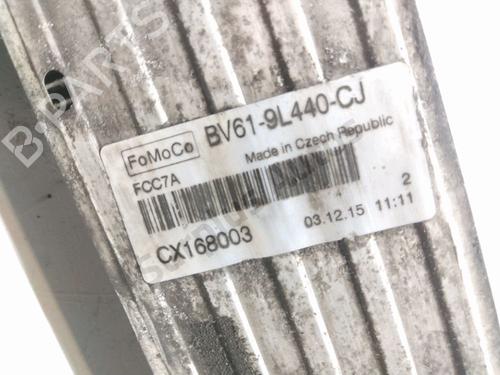 B-PARTS
FoMoCo BV61-9L440-CJ
Made in Czech Republic
FCC7A
2
CX168003 03.12.15 11:11